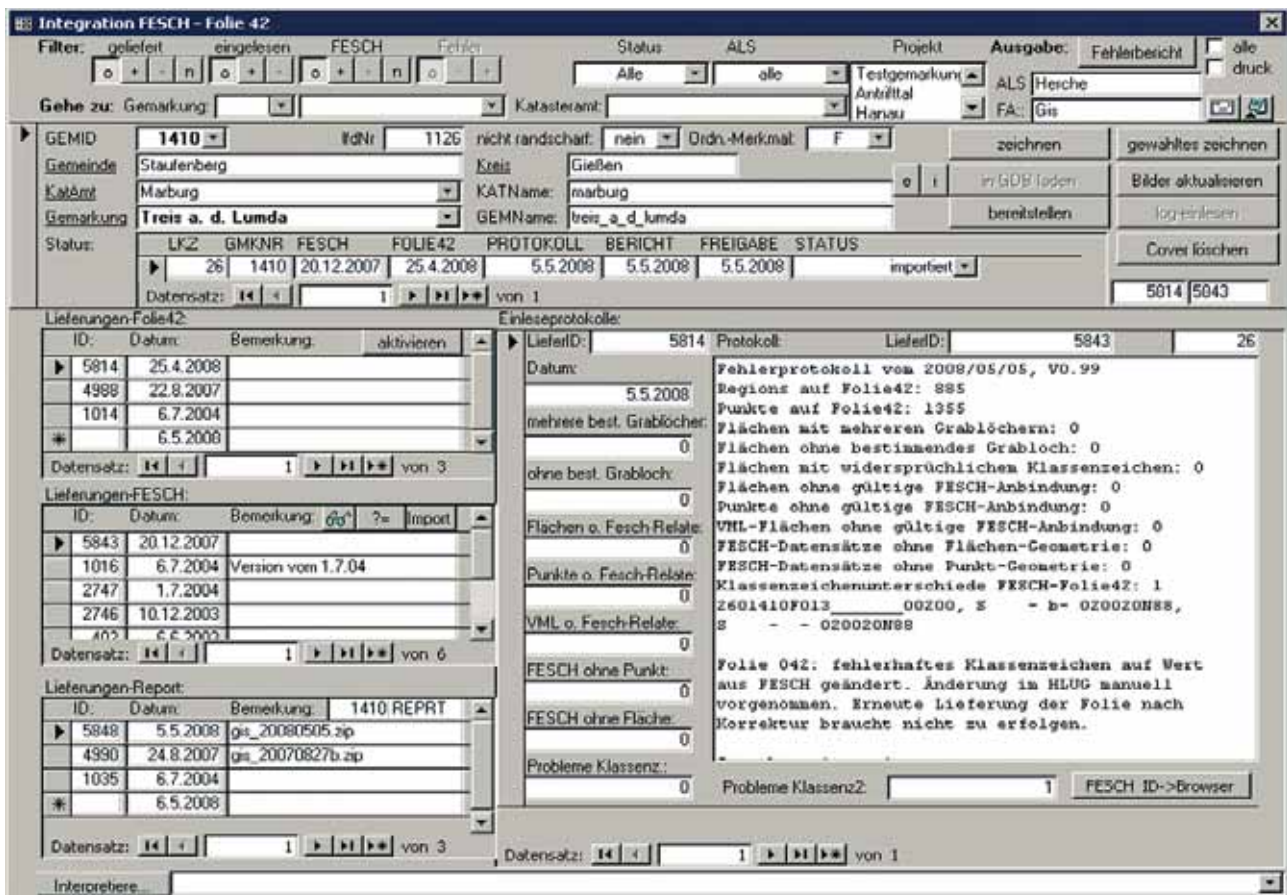 Integration FESCH - Folie 42
Filter: geliefert eingelesen FESCH Fehler Status ALS Projekt Ausgabe: Fehlerbericht alle
o + - n o + - o + - n o - + Alle alle Testgemarkung druck
Antrifttal ALS Herche
Gehe zu: Gemarkung: Katasteramt: Hanau FA:: Gis
GEMID 1410 lfdNr 1126 nicht randscharf: nein Ordn.-Merkmal: F zeichnen gewähltes zeichnen
Gemeinde Staufenberg Kreis Gießen
KatAmt Marburg KATName: marburg o i in GDB laden Bilder aktualisieren
Gemarkung Treis a. d. Lumda GEMName: treis_a_d_lumda bereitstellen log einlesen
Status: LKZ GMKNR FESCH FOLIE42 PROTOKOLL BERICHT FREIGABE STATUS Cover löschen
26 1410 20.12.2007 25.4.2008 5.5.2008 5.5.2008 5.5.2008 importiert
Datensatz: 1 von 1 5814 5843
Lieferungen-Folie42:
ID: Datum: Bemerkung: aktivieren
5814 25.4.2008
4988 22.8.2007
1014 6.7.2004
6.5.2008
Datensatz: 1 von 3
Lieferungen-FESCH:
ID: Datum: Bemerkung: ?= Import
5843 20.12.2007
1016 6.7.2004 Version vom 1.7.04
2747 1.7.2004
2746 10.12.2003
Datensatz: 1 von 6
Lieferungen-Report:
ID: Datum: Bemerkung: 1410 REPRT
5848 5.5.2008 gis_20080505.zip
4990 24.8.2007 gis_20070827b.zip
1035 6.7.2004
6.5.2008
Datensatz: 1 von 3
Einleseprotokolle:
LieferID: 5814 Protokoll: LieferID: 5843 26
Datum:
5.5.2008
mehrere best. Grablöcher:
0
ohne best. Grabloch:
0
Flächen o. Fesch-Relate:
0
Punkte o. Fesch-Relate:
0
VML o. Fesch-Relate:
0
FESCH ohne Punkt:
0
FESCH ohne Fläche:
0
Probleme Klassenz.:
0
Fehlerprotokoll vom 2008/05/05, V0.99
Regions auf Folie42: 885
Punkte auf Folie42: 1355
Flächen mit mehreren Grablöchern: 0
Flächen ohne bestimmendes Grabloch: 0
Flächen mit widersprüchlichem Klassenzeichen: 0
Flächen ohne gültige FESCH-Anbindung: 0
Punkte ohne gültige FESCH-Anbindung: 0
VML-Flächen ohne gültige FESCH-Anbindung: 0
FESCH-Datensätze ohne Flächen-Geometrie: 0
FESCH-Datensätze ohne Punkt-Geometrie: 0
Klassenzeichenunterschiede FESCH-Folie42: 1
2601410F013_______00200, S - b- 020020N88,
S - - 020020N88
Folie 042: fehlerhaftes Klassenzeichen auf Wert
aus FESCH geändert. Änderung im HLUG manuell
vorgenommen. Erneute Lieferung der Folie nach
Korrektur braucht nicht zu erfolgen.
Probleme Klassenz2: 1 FESCH_ID->Browser
Datensatz: 1 von 1
Interpretiere...